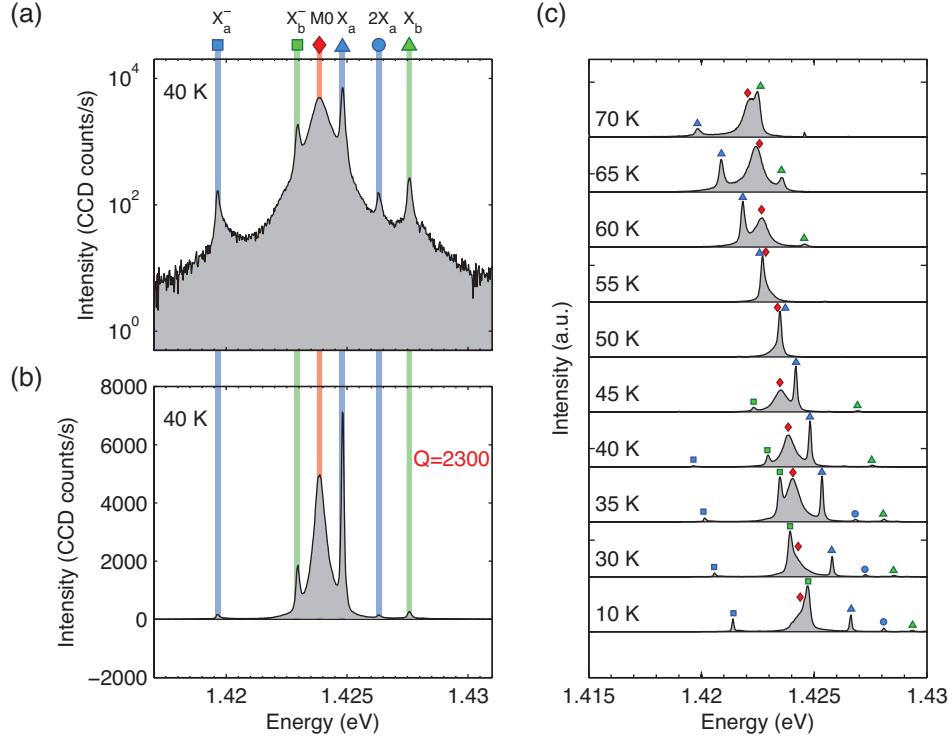 (a)
X_a^- X_b^- M0 X_a 2X_a X_b
40 K
10^4
10^2
10^0
Intensity (CCD counts/s)
(b)
40 K
Q=2300
8000
6000
4000
2000
0
−2000
Intensity (CCD counts/s)
1.42 1.425 1.43
Energy (eV)
(c)
70 K
65 K
60 K
55 K
50 K
45 K
40 K
35 K
30 K
10 K
Intensity (a.u.)
1.415 1.42 1.425 1.43
Energy (eV)